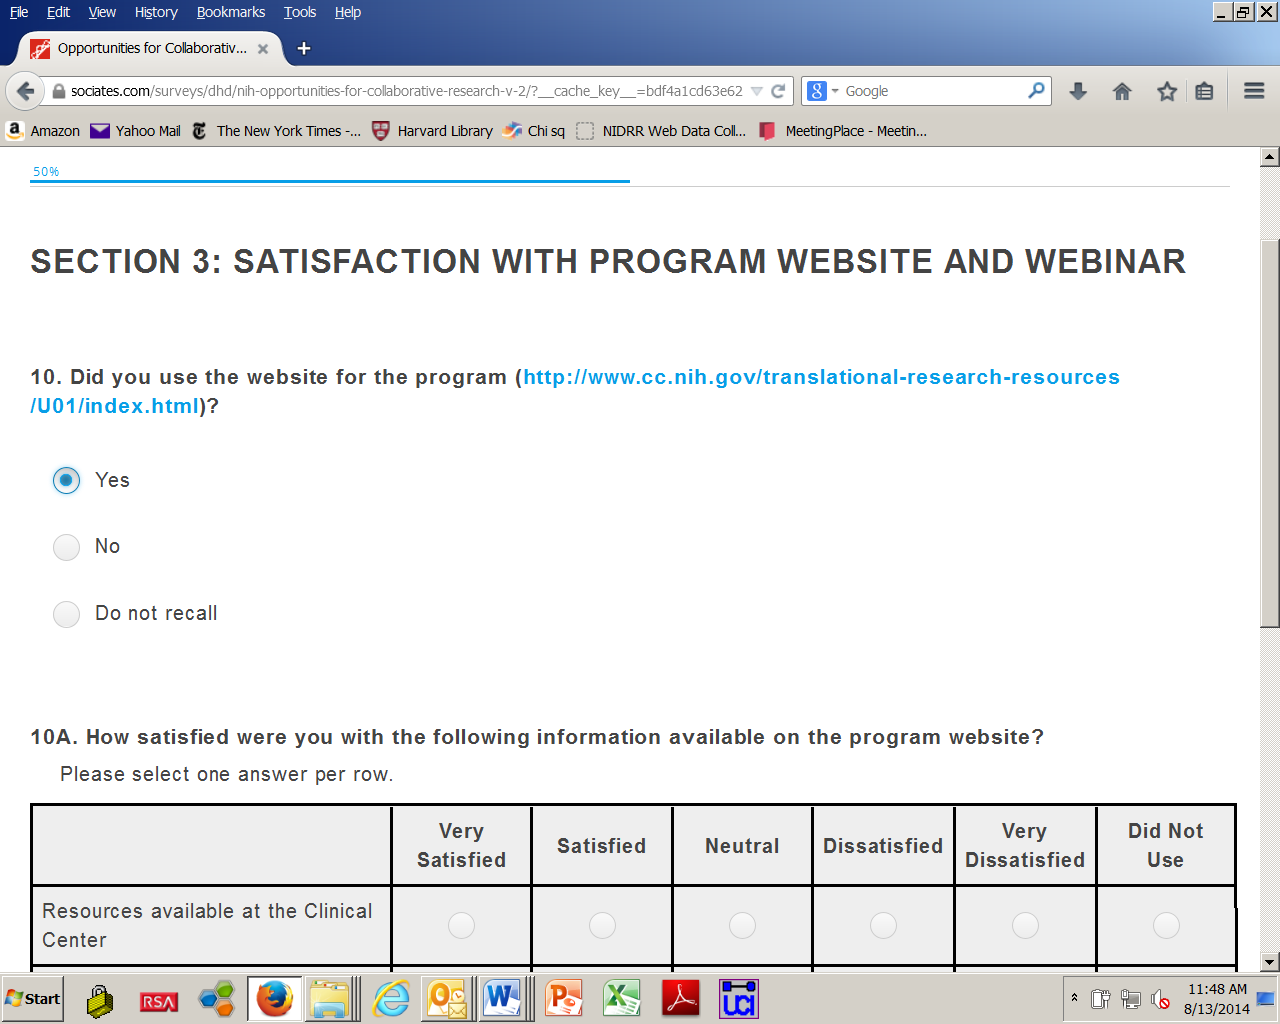 File Edit View History Bookmarks Tools Help
Opportunities for Collaborativ...
sociates.com/surveys/dhd/nih-opportunities-for-collaborative-research-v-2/?__cache_key__=bdf4a1cd63e62
Google
Amazon Yahoo Mail The New York Times -... Harvard Library Chi sq NIDRR Web Data Coll... MeetingPlace - Meetin...
50%
SECTION 3: SATISFACTION WITH PROGRAM WEBSITE AND WEBINAR
10. Did you use the website for the program (http://www.cc.nih.gov/translational-research-resources
/U01/index.html)?
Yes
No
Do not recall
10A. How satisfied were you with the following information available on the program website?
Please select one answer per row.
Very Satisfied Satisfied Neutral Dissatisfied Very Dissatisfied Did Not Use
Resources available at the Clinical
Center
Start RSA UCI 11:48 AM
8/13/2014